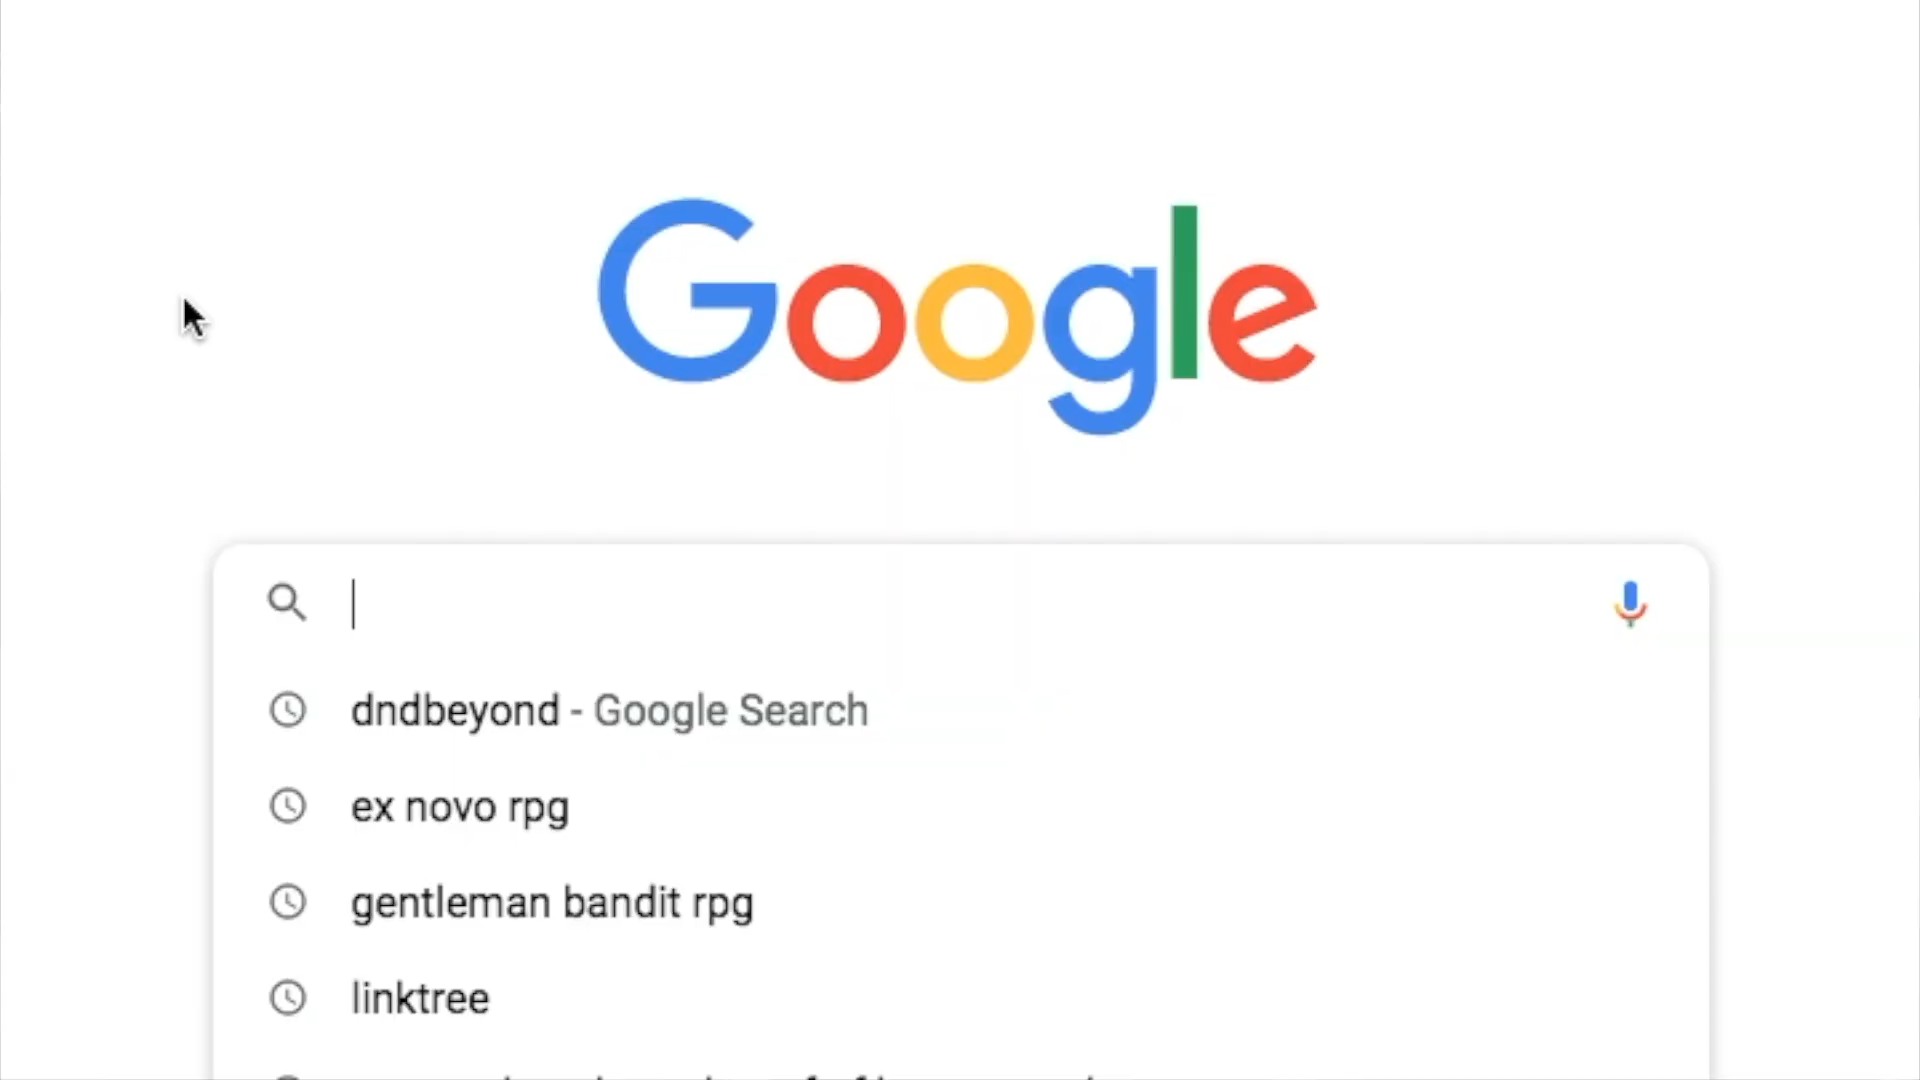 Google
dndbeyond - Google Search
ex novo rpg
gentleman bandit rpg
linktree